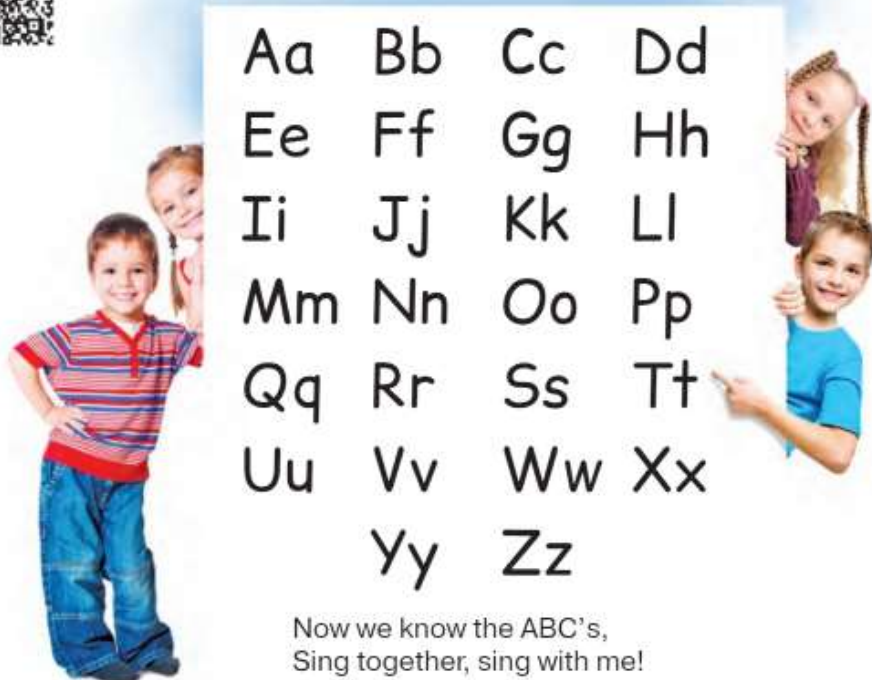 Aa Bb Cc Dd
Ee Ff Gg Hh
Ii Jj Kk Ll
Mm Nn Oo Pp
Qq Rr Ss Tt
Uu Vv Ww Xx
Yy Zz
Now we know the ABC's,
Sing together, sing with me!